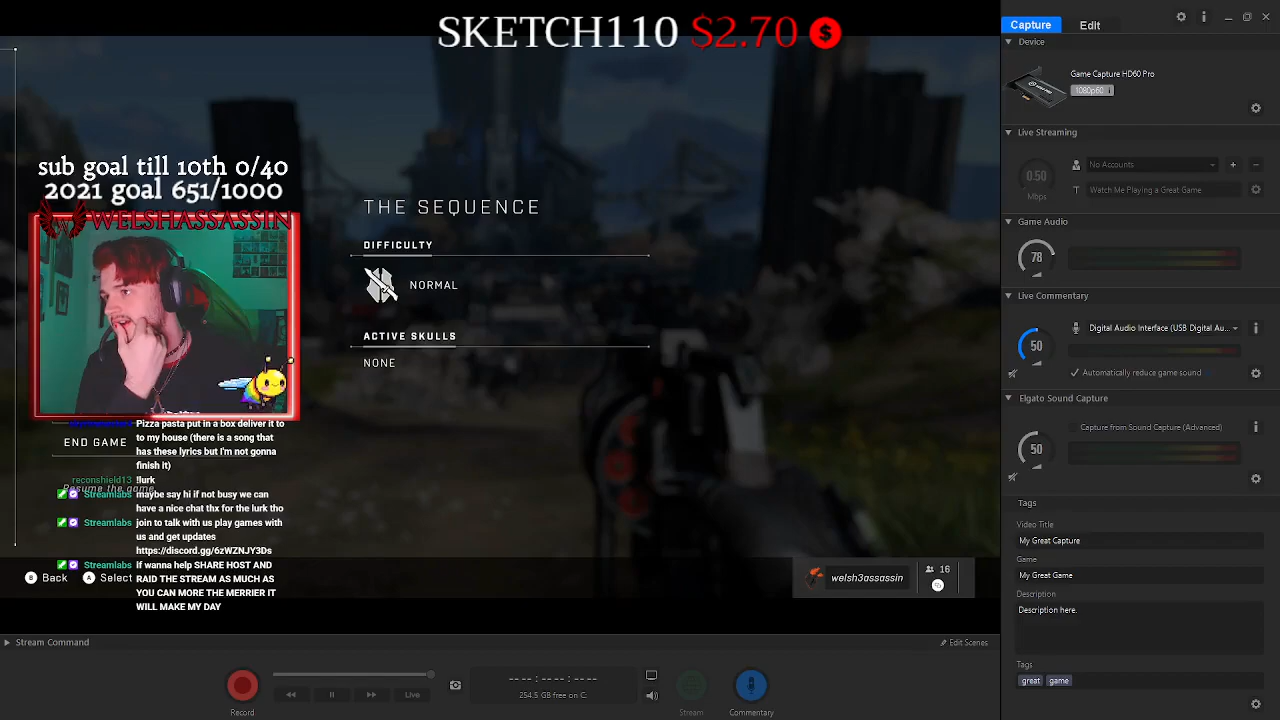 SKETCH110 $2.70
sub goal till 10th 0/40
2021 goal 651/1000
WELSHASSASSIN
THE SEQUENCE
DIFFICULTY
NORMAL
ACTIVE SKULLS
NONE
END GAME
Resume the game.
Pizza pasta put in a box deliver it to
to my house (there is a song that
has these lyrics but I'm not gonna
finish it)
reconshield13 !lurk
Streamlabs maybe say hi if not busy we can
have a nice chat thx for the lurk tho
Streamlabs join to talk with us play games with
us and get updates
https://discord.gg/6zWZNJY3Ds
Streamlabs If wanna help SHARE HOST AND
RAID THE STREAM AS MUCH AS
YOU CAN MORE THE MERRIER IT
WILL MAKE MY DAY
B Back A Select
welsh3assassin 16
Stream Command
Edit Scenes
Record
Live
-- -- : -- -- : -- --
254.5 GB free on C:
Stream
Commentary
Capture Edit
Device
Game Capture HD60 Pro
1080p60
Live Streaming
0:50
Mbps
No Accounts
Watch Me Playing a Great Game
Game Audio
78
Live Commentary
50
Digital Audio Interface (USB Digital Au...
Automatically reduce game sound
Elgato Sound Capture
50
Capture from Sound Capture (Advanced)
Tags
Video Title
My Great Capture
Game
My Great Game
Description
Description here.
Tags
great game